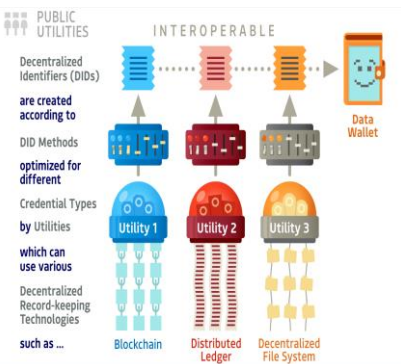 PUBLIC
UTILITIES
INTEROPERABLE
Decentralized
Identifiers (DIDs)
are created
according to
DID Methods
optimized for
different
Credential Types
by Utilities
which can
use various
Decentralized
Record-keeping
Technologies
such as ...
Data
Wallet
Utility 1
Utility 2
Utility 3
Blockchain
Distributed
Ledger
Decentralized
File System